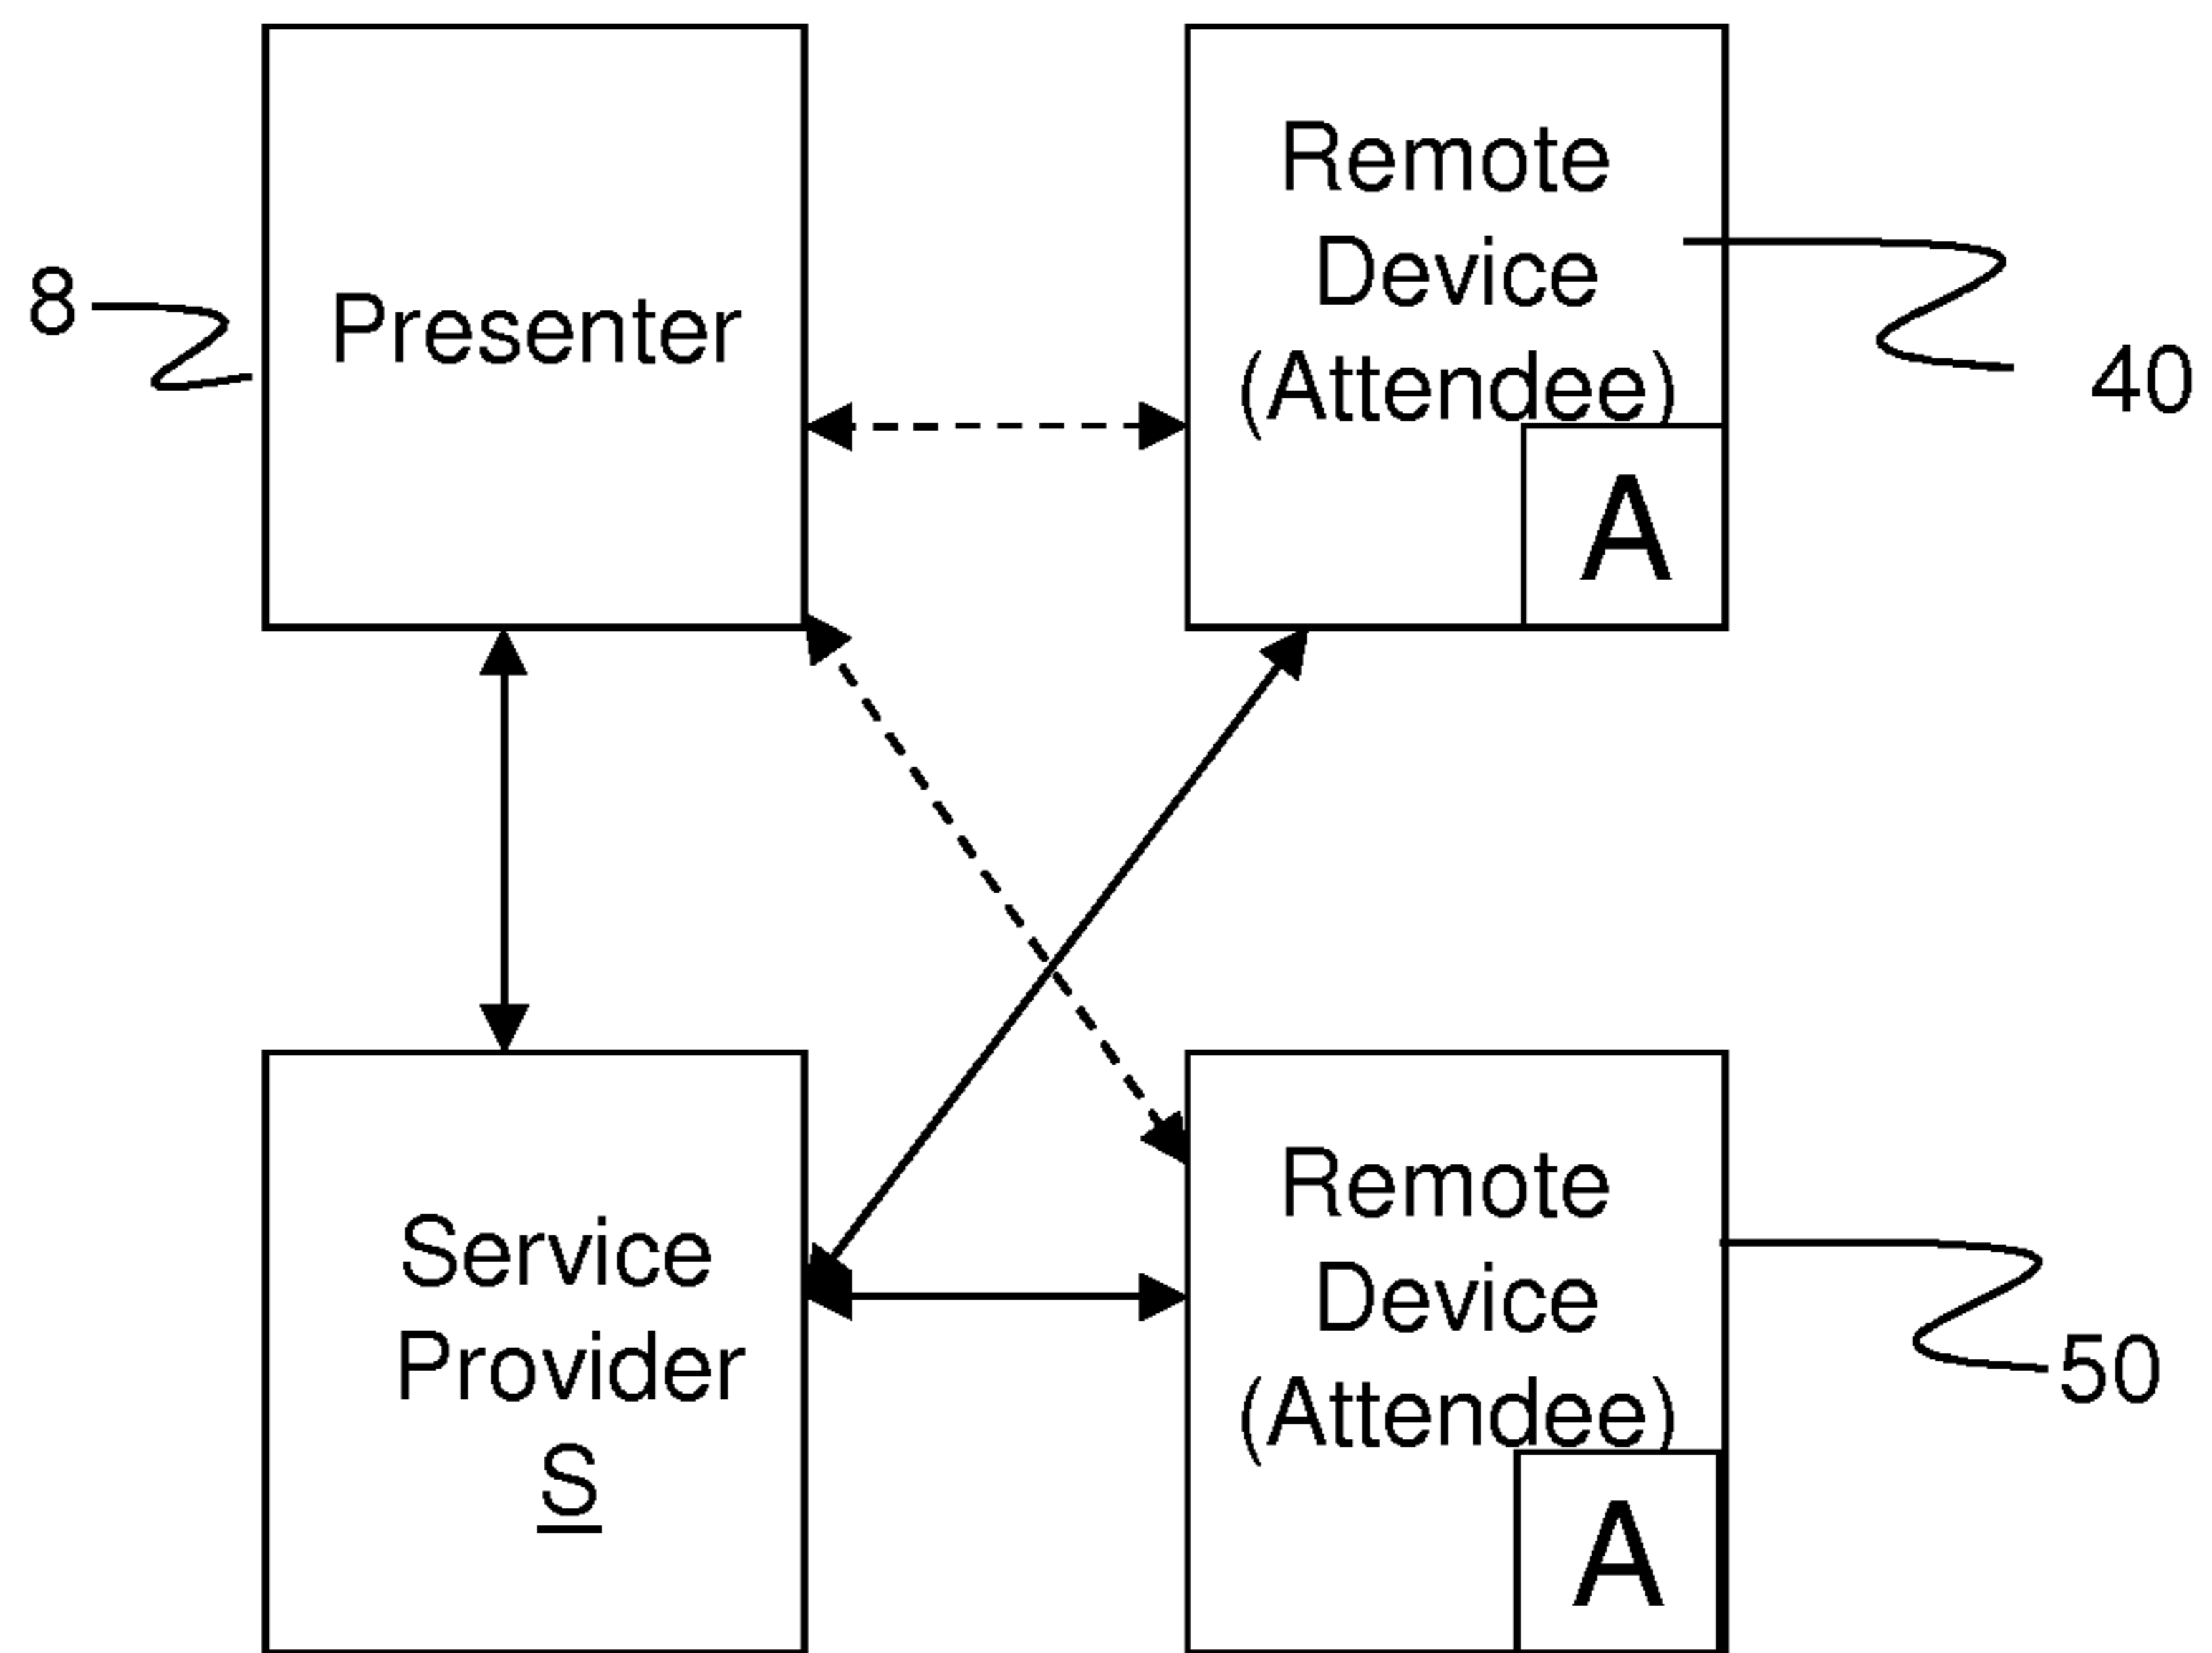 8
Presenter
Remote
Device
(Attendee)
A
40
Service
Provider
S
Remote
Device
(Attendee)
A
50